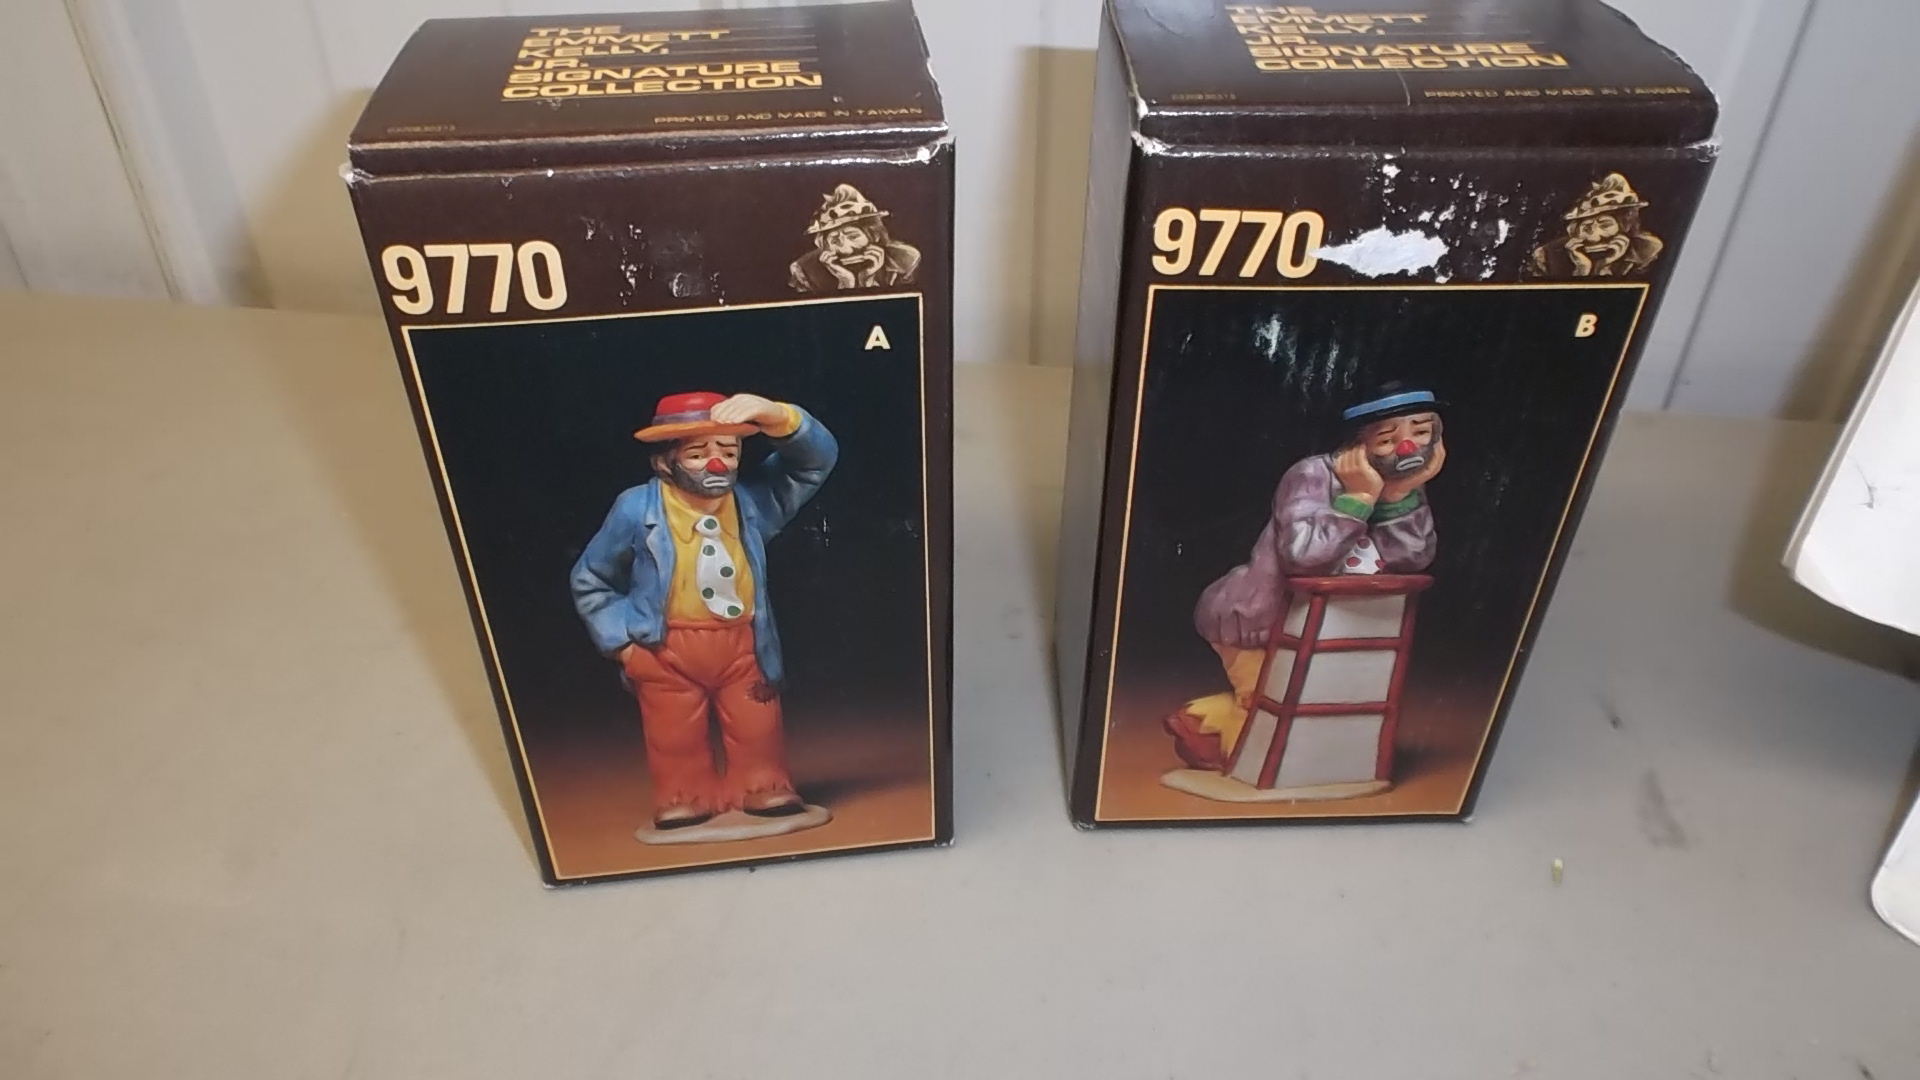 THE
EMMETT
KELLY,
JR.
SIGNATURE
COLLECTION
PRINTED AND MADE IN TAIWAN
9770
A
THE
EMMETT
KELLY,
JR.
SIGNATURE
COLLECTION
PRINTED AND MADE IN TAIWAN
9770
B